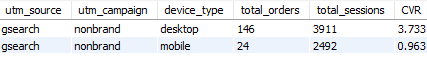 utm_source utm_campaign device_type total_orders total_sessions CVR
gsearch nonbrand desktop 146 3911 3.733
gsearch nonbrand mobile 24 2492 0.963